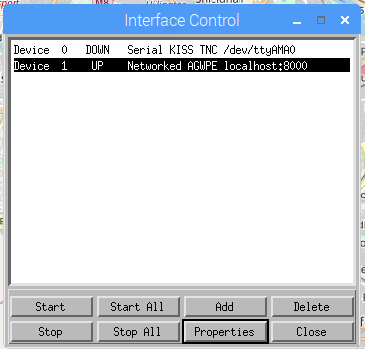 Interface Control
Device 0 DOWN Serial KISS TNC /dev/ttyAMA0
Device 1 UP Networked AGWPE localhost:8000
Start Start All Add Delete
Stop Stop All Properties Close